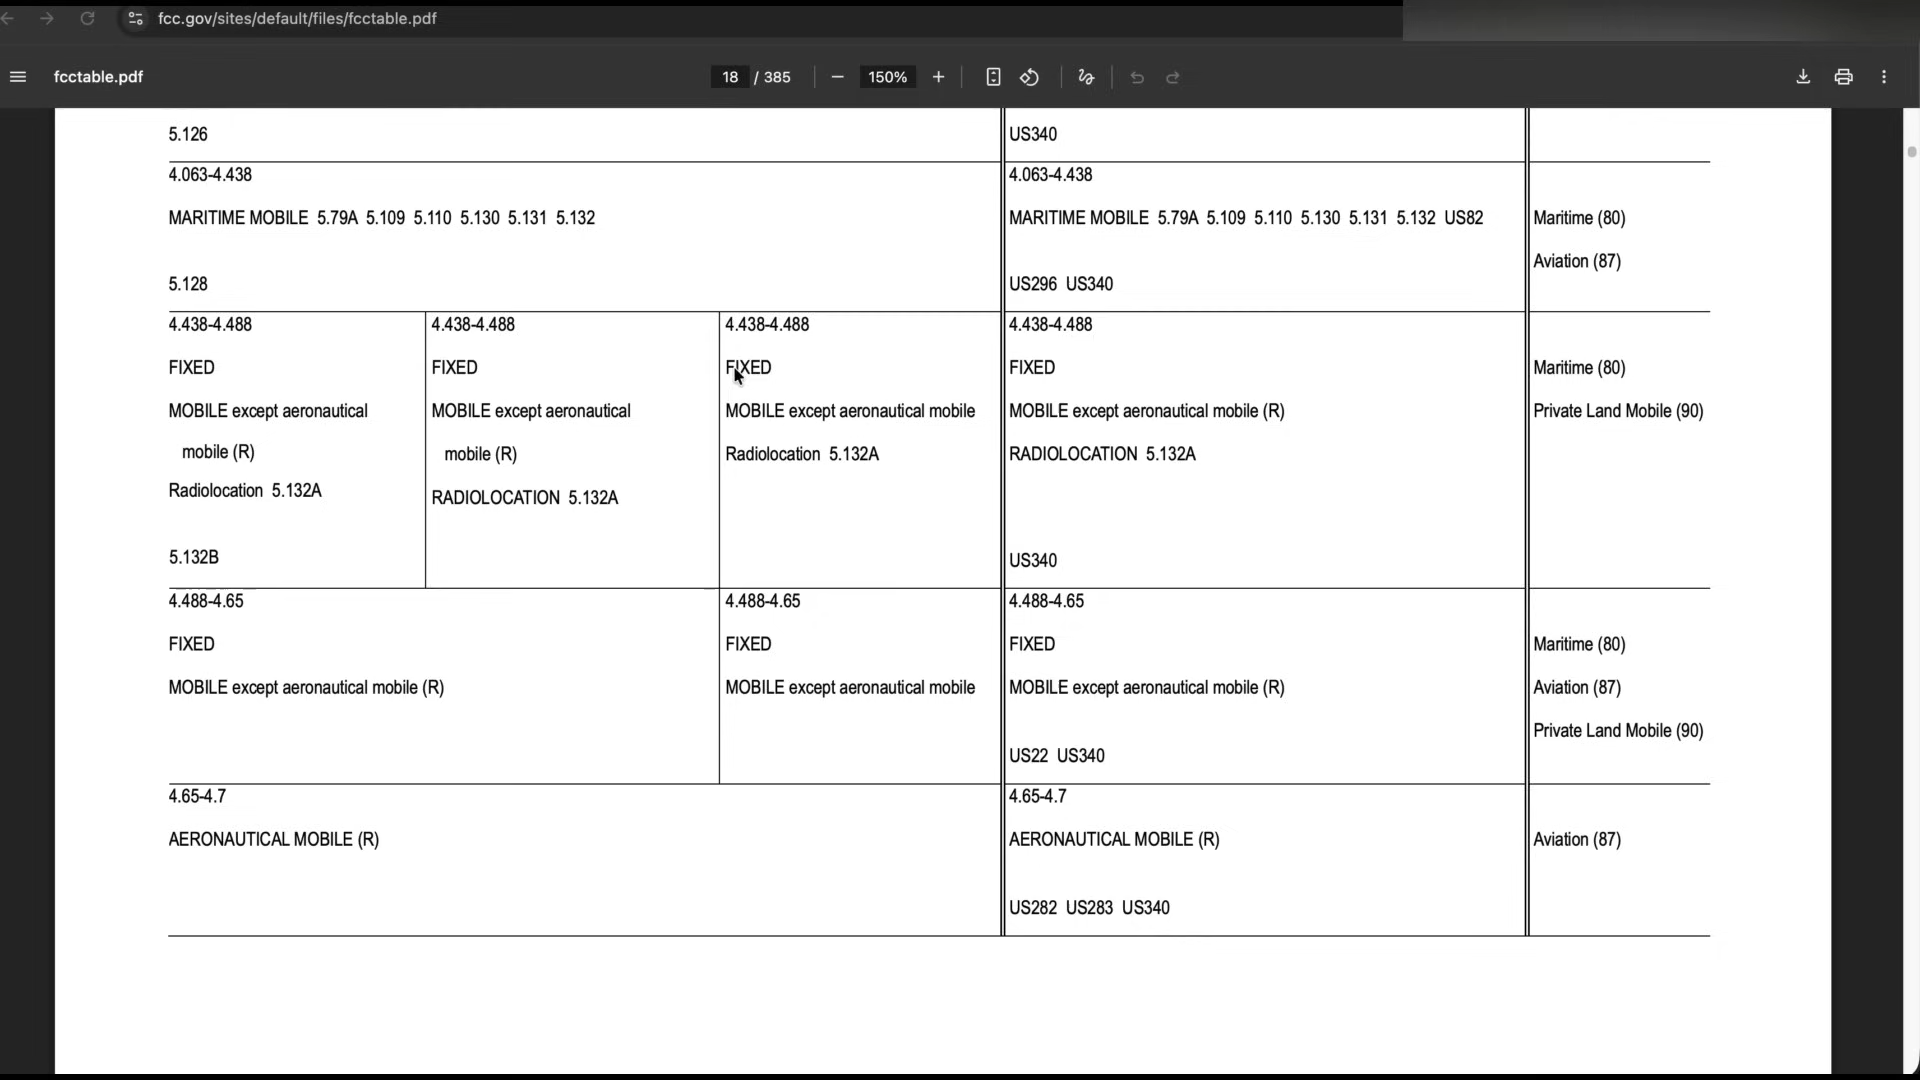 fcc.gov/sites/default/files/fcctable.pdf
fcctable.pdf
18 / 385
150%
5.126
US340
4.063-4.438
MARITIME MOBILE 5.79A 5.109 5.110 5.130 5.131 5.132
5.128
4.063-4.438
MARITIME MOBILE 5.79A 5.109 5.110 5.130 5.131 5.132 US82
US296 US340
Maritime (80)
Aviation (87)
4.438-4.488
FIXED
MOBILE except aeronautical
mobile (R)
Radiolocation 5.132A
5.132B
4.438-4.488
FIXED
MOBILE except aeronautical
mobile (R)
RADIOLOCATION 5.132A
4.438-4.488
FIXED
MOBILE except aeronautical mobile
Radiolocation 5.132A
4.438-4.488
FIXED
MOBILE except aeronautical mobile (R)
RADIOLOCATION 5.132A
US340
Maritime (80)
Private Land Mobile (90)
4.488-4.65
FIXED
MOBILE except aeronautical mobile (R)
4.488-4.65
FIXED
MOBILE except aeronautical mobile
4.488-4.65
FIXED
MOBILE except aeronautical mobile (R)
US22 US340
Maritime (80)
Aviation (87)
Private Land Mobile (90)
4.65-4.7
AERONAUTICAL MOBILE (R)
4.65-4.7
AERONAUTICAL MOBILE (R)
US282 US283 US340
Aviation (87)